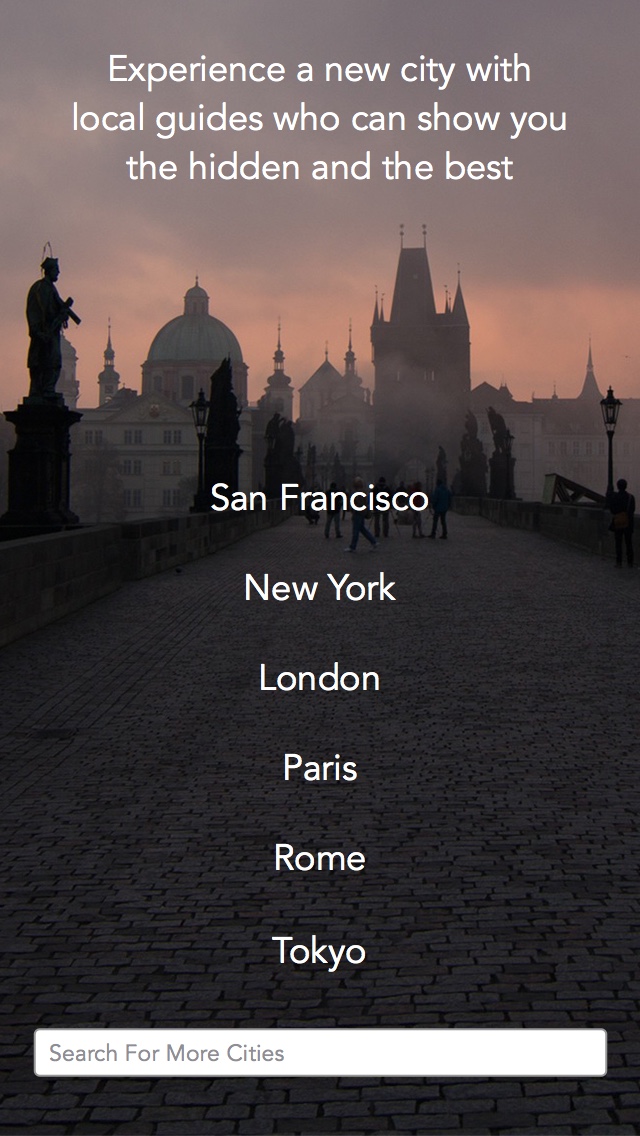 Experience a new city with
local guides who can show you
the hidden and the best
San Francisco
New York
London
Paris
Rome
Tokyo
Search For More Cities